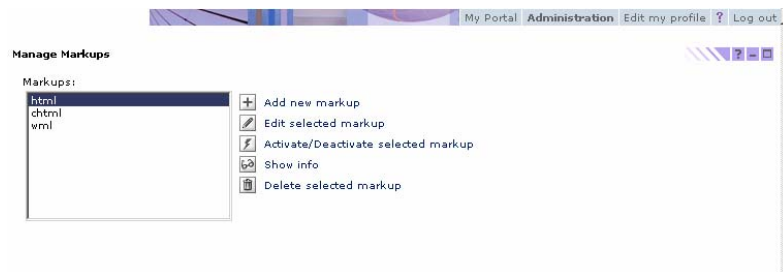 My Portal Administration Edit my profile ? Log out
Manage Markups ? -
Markups:
html
chtml
wml
Add new markup
Edit selected markup
Activate/Deactivate selected markup
Show info
Delete selected markup